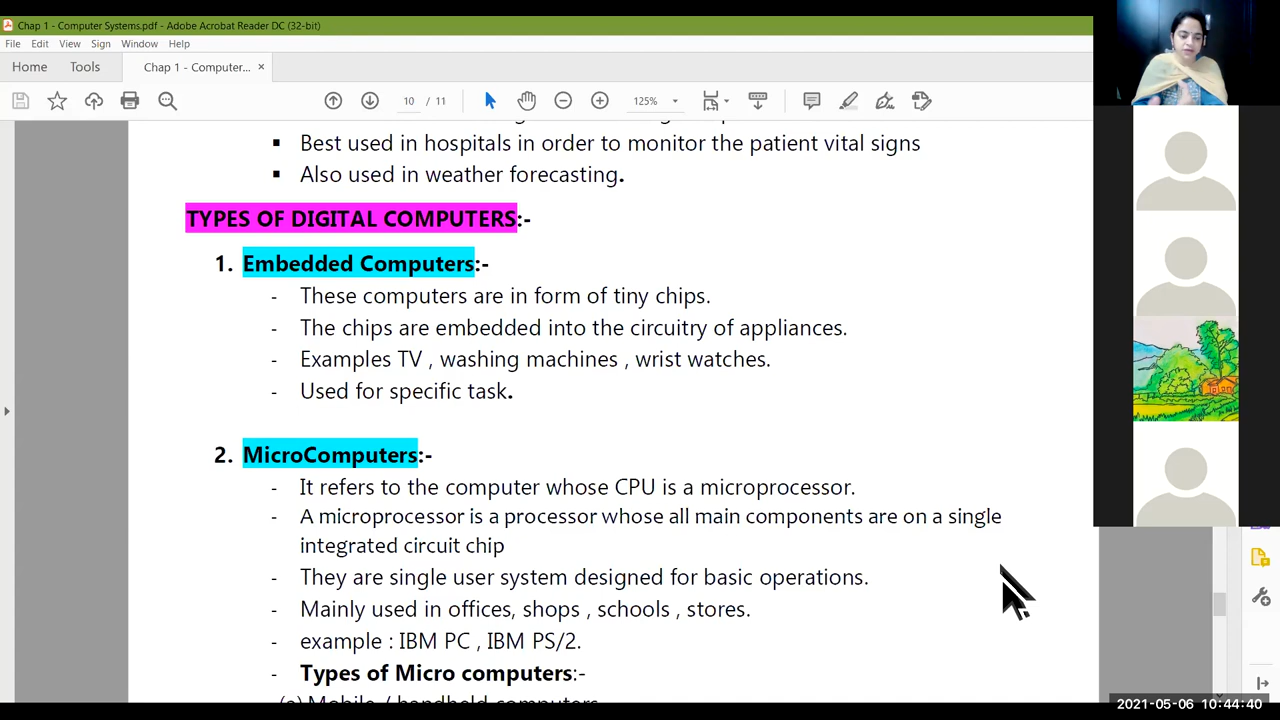 Chap 1 - Computer Systems.pdf - Adobe Acrobat Reader DC (32-bit)
File Edit View Sign Window Help
Home Tools Chap 1 - Computer... ×
10 / 11 125%
▪ Best used in hospitals in order to monitor the patient vital signs
▪ Also used in weather forecasting.
TYPES OF DIGITAL COMPUTERS:-
1. Embedded Computers:-
- These computers are in form of tiny chips.
- The chips are embedded into the circuitry of appliances.
- Examples TV , washing machines , wrist watches.
- Used for specific task.
2. MicroComputers:-
- It refers to the computer whose CPU is a microprocessor.
- A microprocessor is a processor whose all main components are on a single
integrated circuit chip
- They are single user system designed for basic operations.
- Mainly used in offices, shops , schools , stores.
- example : IBM PC , IBM PS/2.
- Types of Micro computers:-
(a) Mobile / handheld computers
2021-05-06 10:44:40